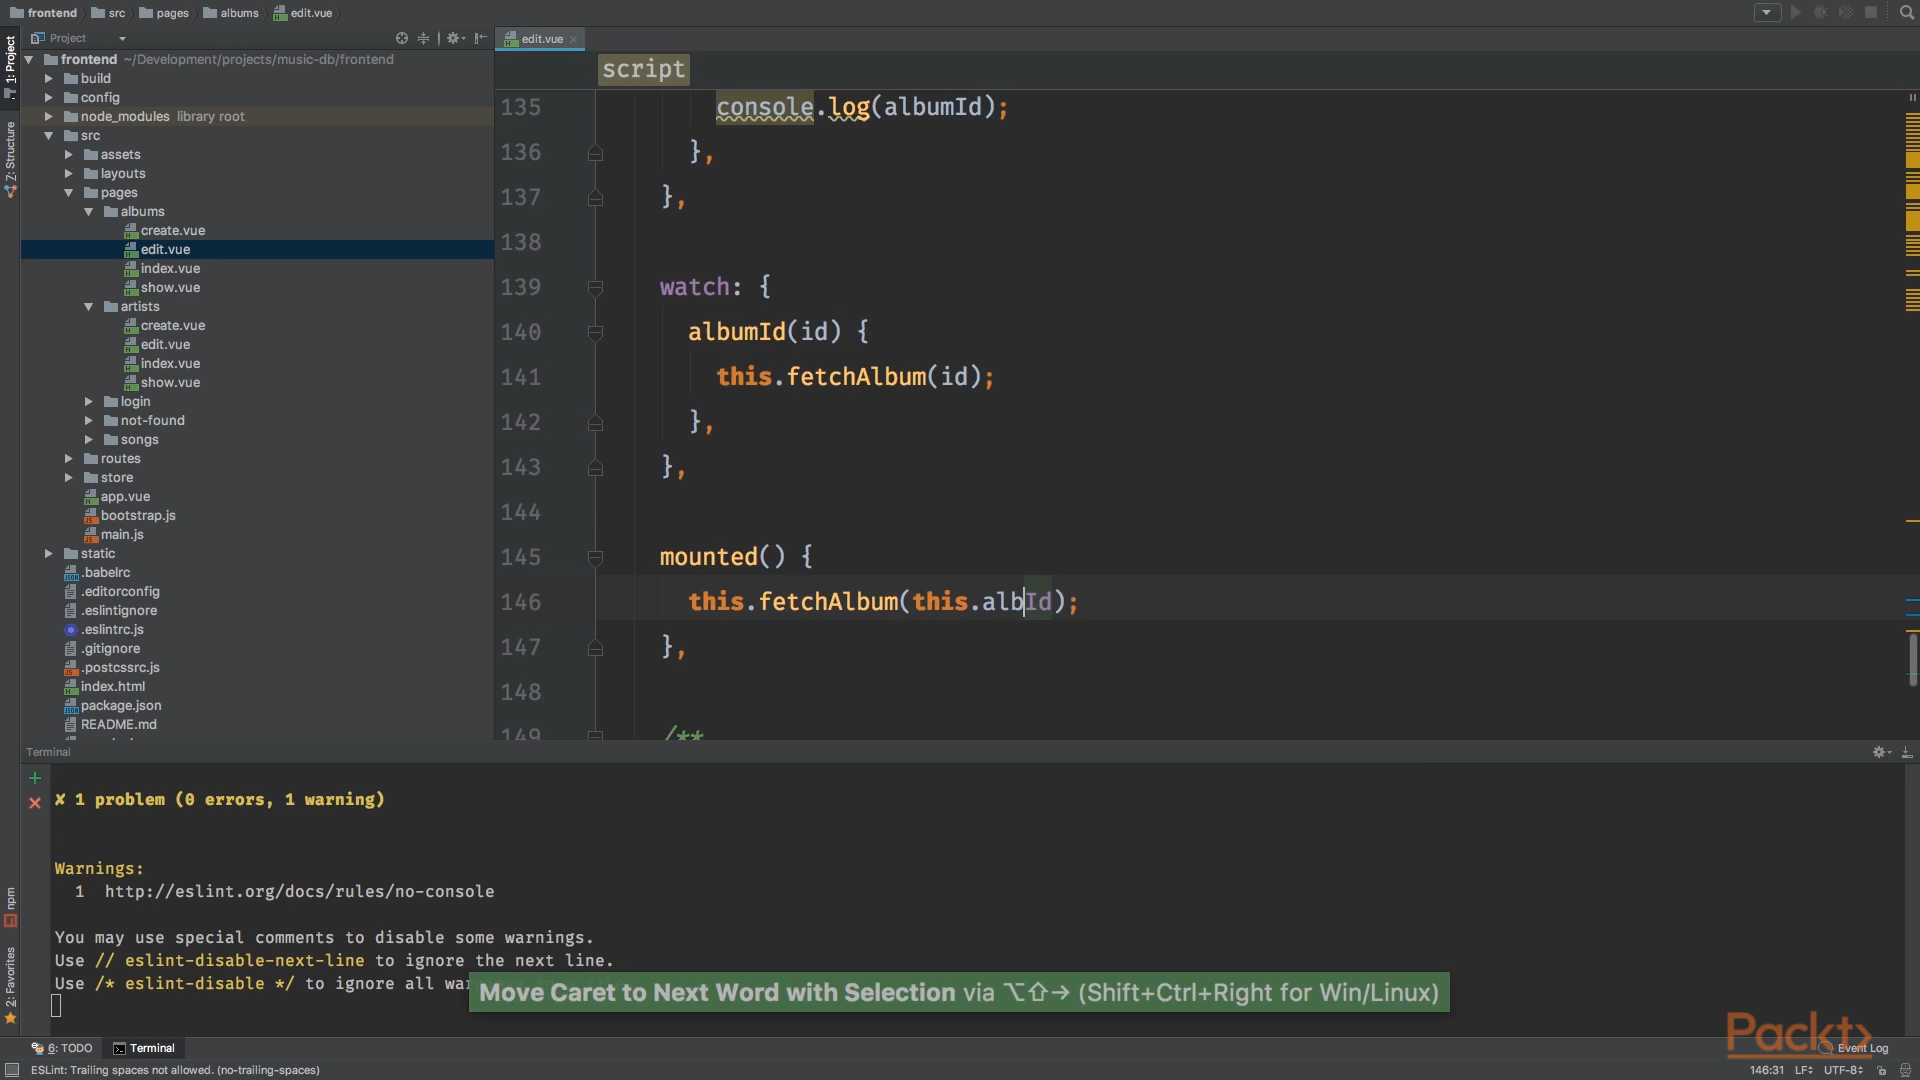 frontend src pages albums edit.vue
1: Project
Project
edit.vue
frontend ~/Development/projects/music-db/frontend
build
config
node_modules library root
src
assets
layouts
pages
albums
create.vue
edit.vue
index.vue
show.vue
artists
create.vue
edit.vue
index.vue
show.vue
login
not-found
songs
routes
store
app.vue
bootstrap.js
main.js
static
.babelrc
.editorconfig
.eslintignore
.eslintrc.js
.gitignore
.postcssrc.js
index.html
package.json
README.md
Z: Structure
npm
2: Favorites
script
135 console.log(albumId);
136 },
137 },
138
139 watch: {
140 albumId(id) {
141 this.fetchAlbum(id);
142 },
143 },
144
145 mounted() {
146 this.fetchAlbum(this.albId);
147 },
148
149 /**
Terminal
✘ 1 problem (0 errors, 1 warning)
Warnings:
1 http://eslint.org/docs/rules/no-console
You may use special comments to disable some warnings.
Use // eslint-disable-next-line to ignore the next line.
Use /* eslint-disable */ to ignore all war
Move Caret to Next Word with Selection via ⌥⇧→ (Shift+Ctrl+Right for Win/Linux)
Packt>
6: TODO Terminal Event Log
ESLint: Trailing spaces not allowed. (no-trailing-spaces) 146:31 LF÷ UTF-8÷